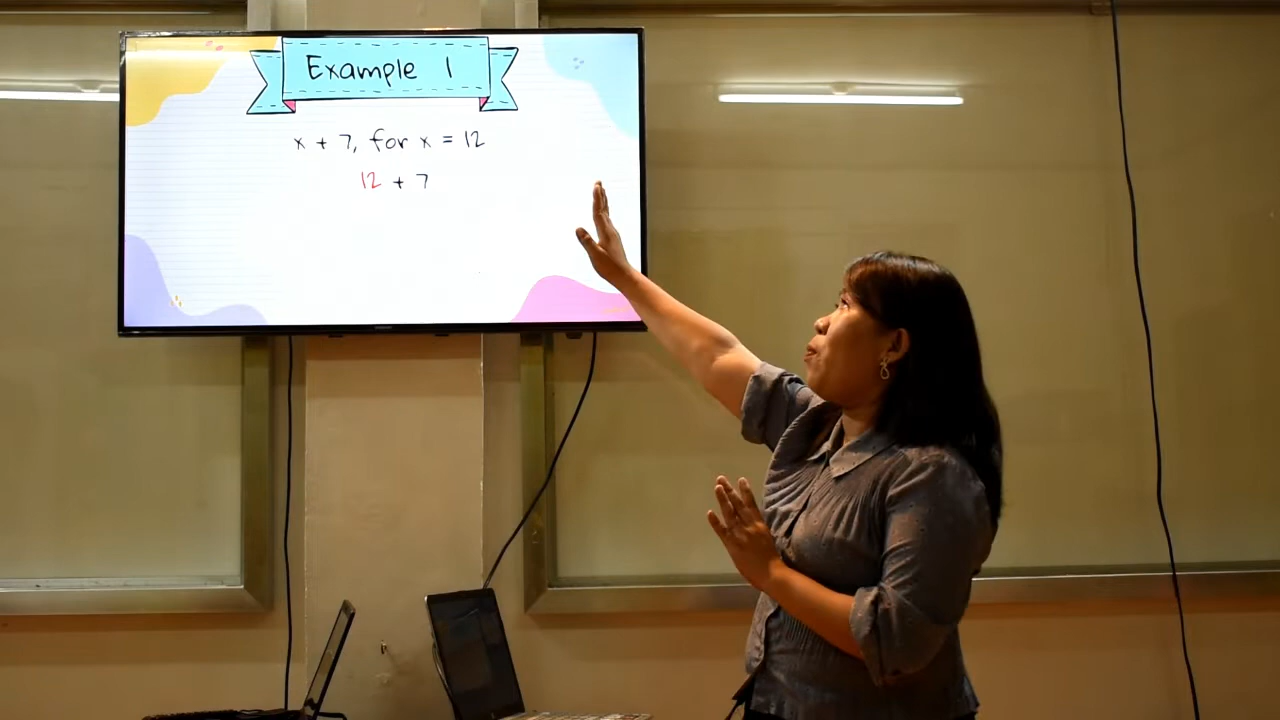 Example 1
x + 7, for x = 12
12 + 7